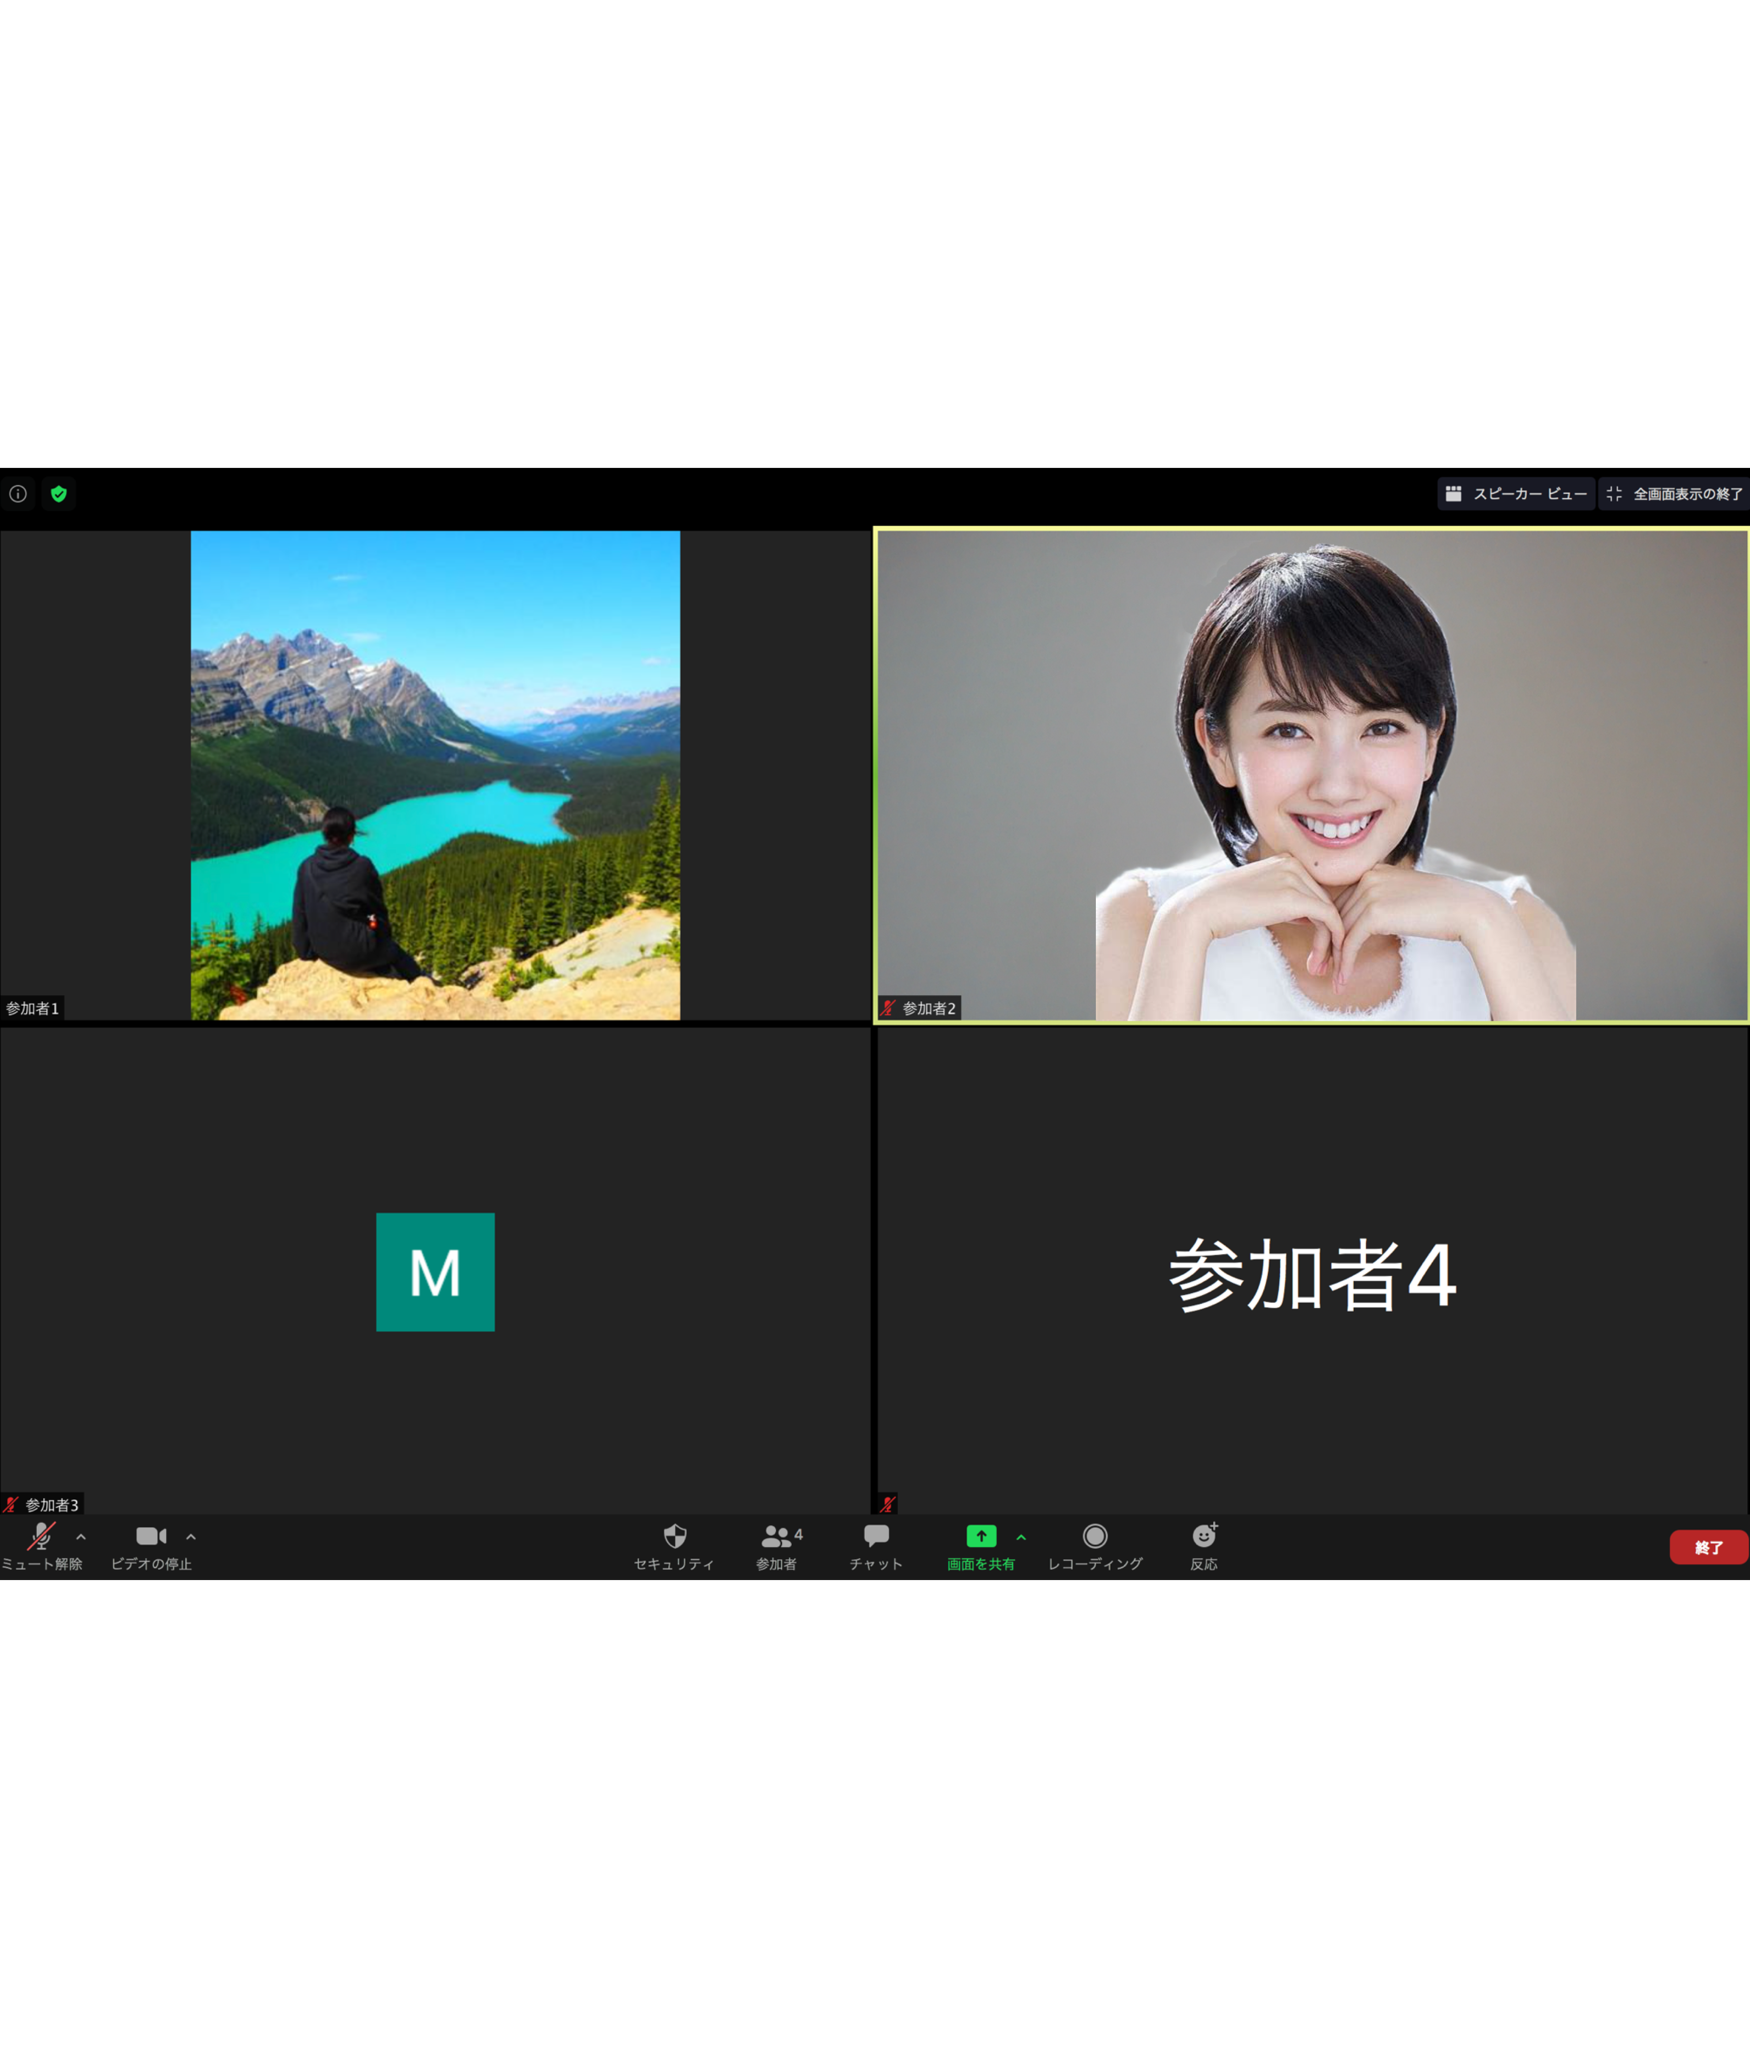 スピーカー ビュー
全画面表示の終了
参加者1
参加者2
M
参加者4
参加者3
ミュート解除
ビデオの停止
セキュリティ
4
参加者
チャット
画面を共有
レコーディング
反応
終了